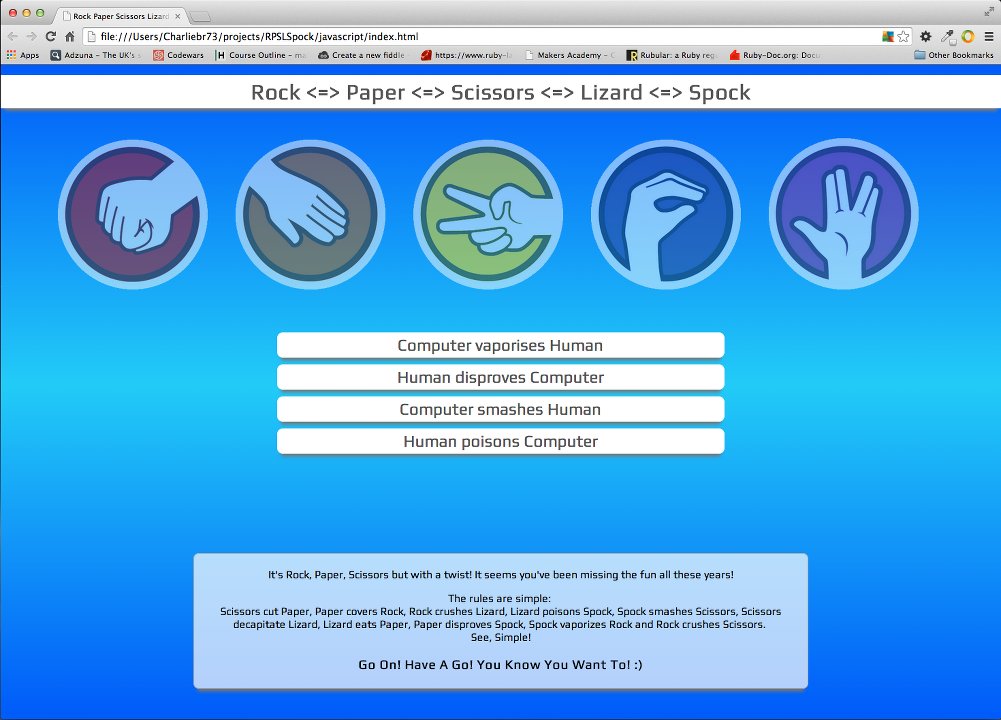 Rock Paper Scissors Lizard
file:///Users/Charliebr73/projects/RPSLSpock/javascript/index.html
Apps Adzuna – The UK's Codewars Course Outline – ma Create a new fiddle https://www.ruby-la Makers Academy – C Rubular: a Ruby reg Ruby-Doc.org: Docu Other Bookmarks
Rock <=> Paper <=> Scissors <=> Lizard <=> Spock
Computer vaporises Human
Human disproves Computer
Computer smashes Human
Human poisons Computer
It's Rock, Paper, Scissors but with a twist! It seems you've been missing the fun all these years!
The rules are simple:
Scissors cut Paper, Paper covers Rock, Rock crushes Lizard, Lizard poisons Spock, Spock smashes Scissors, Scissors
decapitate Lizard, Lizard eats Paper, Paper disproves Spock, Spock vaporizes Rock and Rock crushes Scissors.
See, Simple!
Go On! Have A Go! You Know You Want To! :)